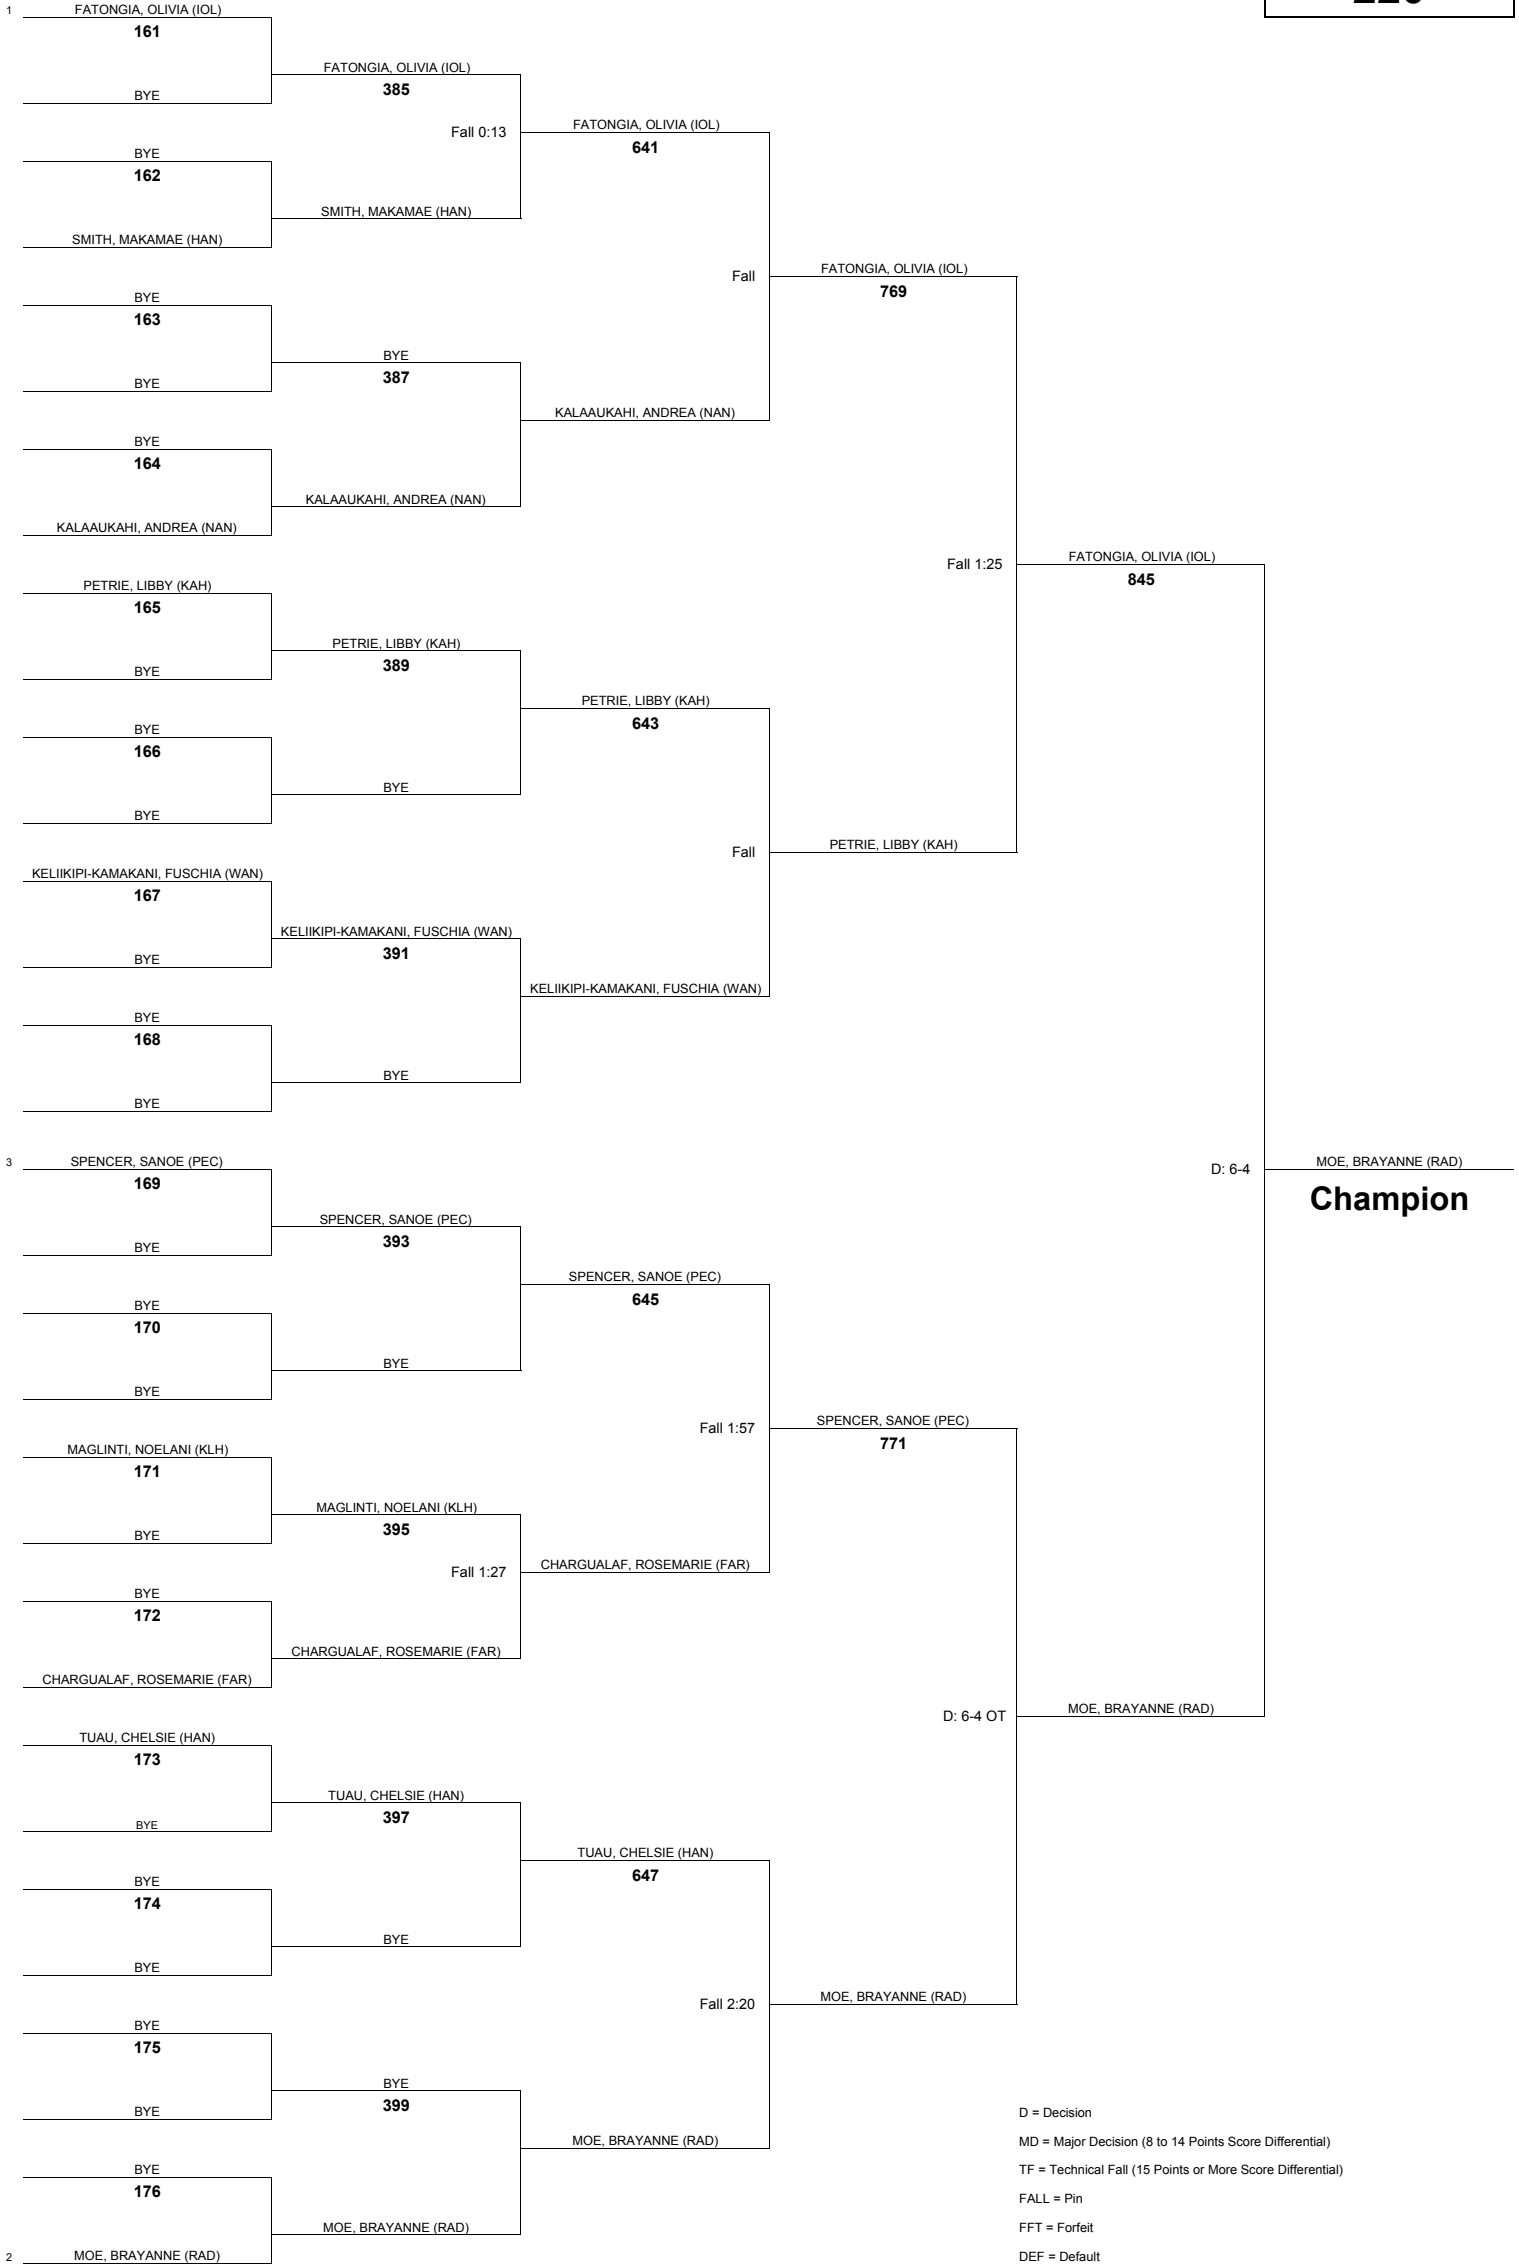 1 FATONGIA, OLIVIA (IOL)
161
BYE
BYE
162
SMITH, MAKAMAE (HAN)
BYE
163
BYE
BYE
164
KALAAUKAHI, ANDREA (NAN)
PETRIE, LIBBY (KAH)
165
BYE
BYE
166
BYE
KELIIKIPI-KAMAKANI, FUSCHIA (WAN)
167
BYE
BYE
168
BYE
3 SPENCER, SANOE (PEC)
169
BYE
BYE
170
BYE
MAGLINTI, NOELANI (KLH)
171
BYE
BYE
172
CHARGUALAF, ROSEMARIE (FAR)
TUAU, CHELSIE (HAN)
173
BYE
BYE
174
BYE
BYE
175
BYE
BYE
176
2 MOE, BRAYANNE (RAD)
FATONGIA, OLIVIA (IOL)
385
Fall 0:13
SMITH, MAKAMAE (HAN)
BYE
387
KALAAUKAHI, ANDREA (NAN)
PETRIE, LIBBY (KAH)
389
BYE
KELIIKIPI-KAMAKANI, FUSCHIA (WAN)
391
BYE
SPENCER, SANOE (PEC)
393
BYE
MAGLINTI, NOELANI (KLH)
395
Fall 1:27
CHARGUALAF, ROSEMARIE (FAR)
TUAU, CHELSIE (HAN)
397
BYE
BYE
399
MOE, BRAYANNE (RAD)
FATONGIA, OLIVIA (IOL)
641
Fall
KALAAUKAHI, ANDREA (NAN)
PETRIE, LIBBY (KAH)
643
Fall
KELIIKIPI-KAMAKANI, FUSCHIA (WAN)
SPENCER, SANOE (PEC)
645
Fall 1:57
CHARGUALAF, ROSEMARIE (FAR)
TUAU, CHELSIE (HAN)
647
Fall 2:20
MOE, BRAYANNE (RAD)
FATONGIA, OLIVIA (IOL)
769
Fall 1:25
PETRIE, LIBBY (KAH)
SPENCER, SANOE (PEC)
771
D: 6-4 OT
MOE, BRAYANNE (RAD)
FATONGIA, OLIVIA (IOL)
845
D: 6-4
MOE, BRAYANNE (RAD)
MOE, BRAYANNE (RAD)
Champion
D = Decision
MD = Major Decision (8 to 14 Points Score Differential)
TF = Technical Fall (15 Points or More Score Differential)
FALL = Pin
FFT = Forfeit
DEF = Default